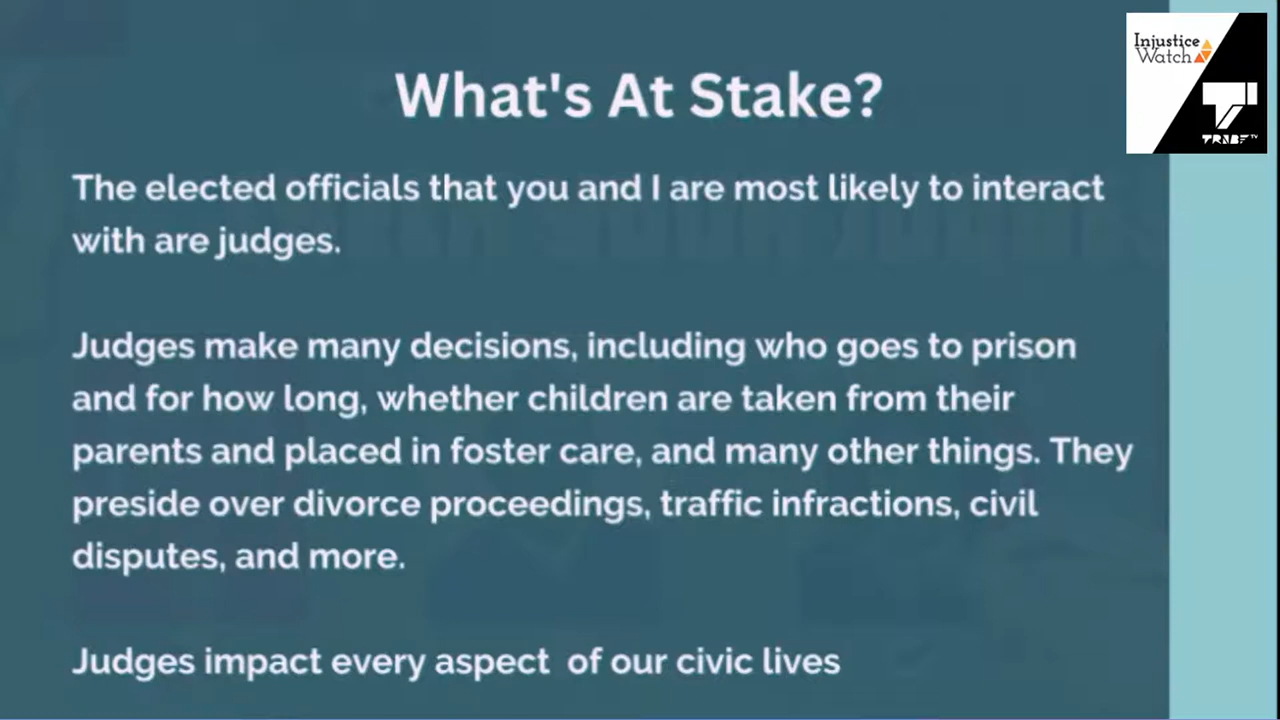 Injustice
Watch
TRiiBE TV
What's At Stake?
The elected officials that you and I are most likely to interact
with are judges.
Judges make many decisions, including who goes to prison
and for how long, whether children are taken from their
parents and placed in foster care, and many other things. They
preside over divorce proceedings, traffic infractions, civil
disputes, and more.
Judges impact every aspect  of our civic lives